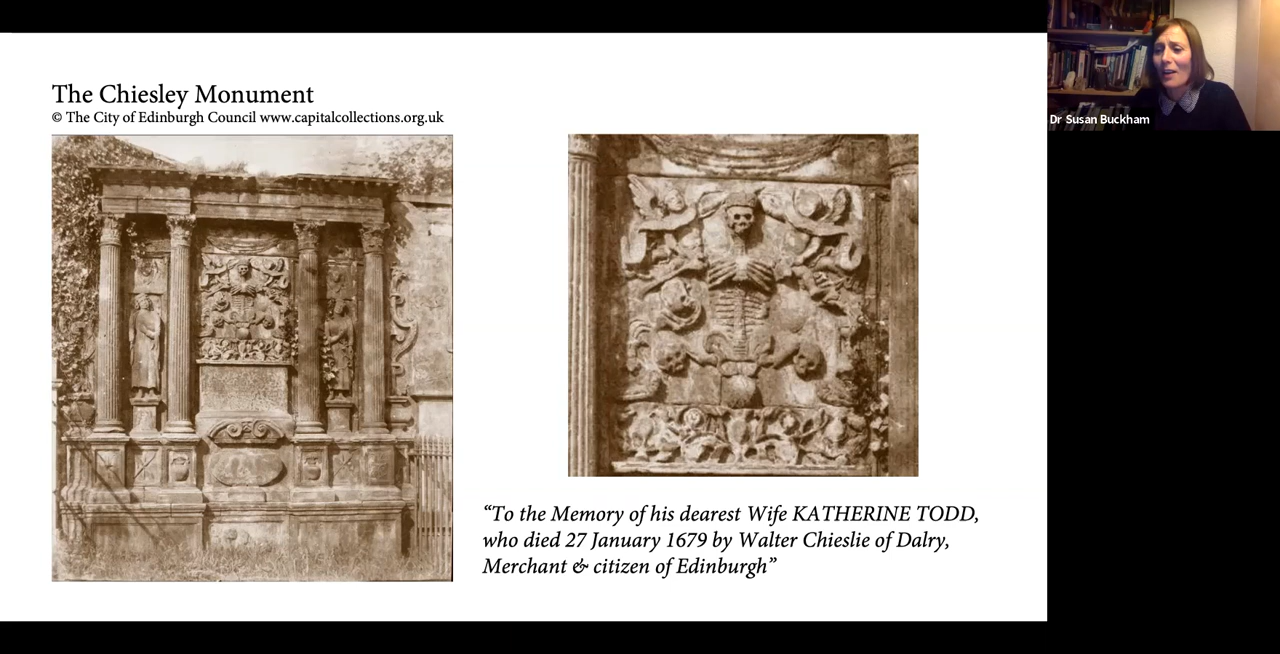 The Chiesley Monument
© The City of Edinburgh Council www.capitalcollections.org.uk
“To the Memory of his dearest Wife KATHERINE TODD,
who died 27 January 1679 by Walter Chieslie of Dalry,
Merchant & citizen of Edinburgh”
Dr Susan Buckham